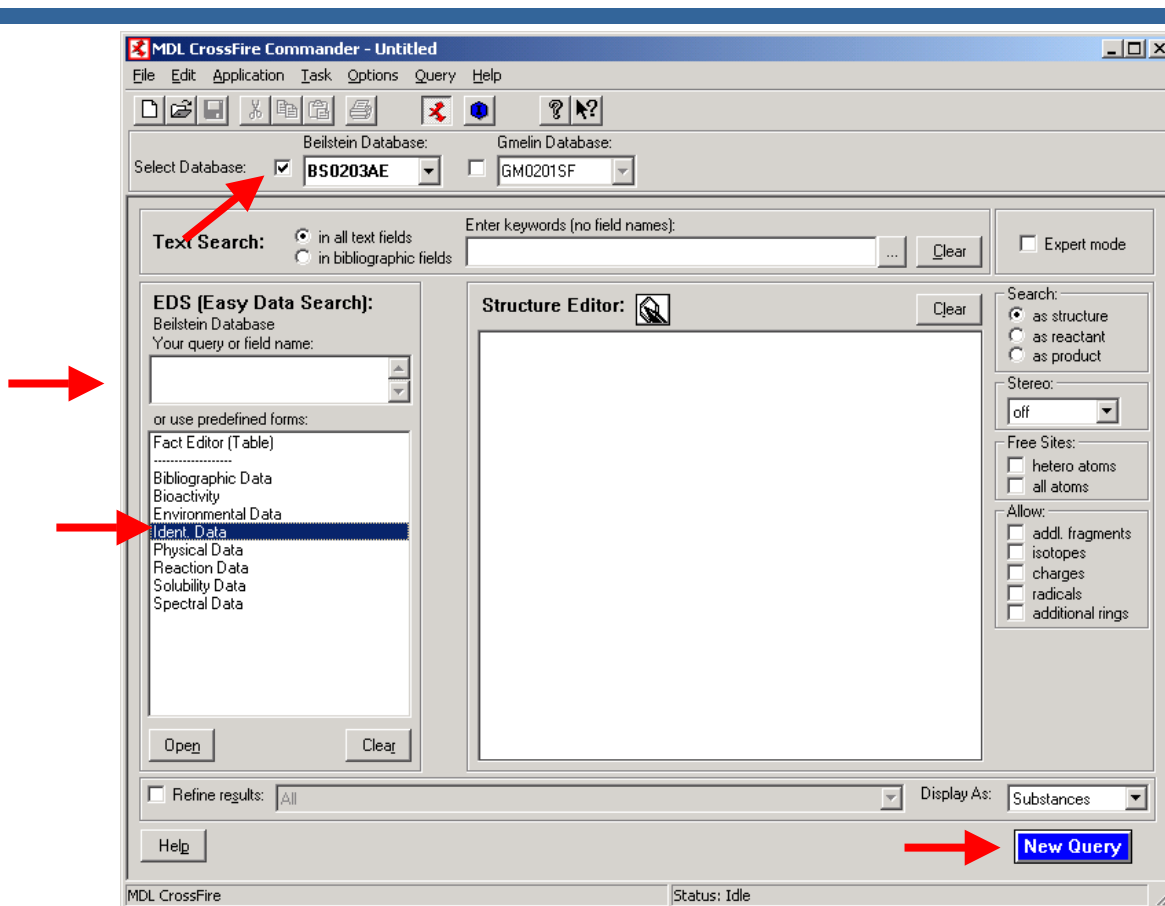 MDL CrossFire Commander - Untitled
File Edit Application Task Options Query Help
Beilstein Database: Gmelin Database:
Select Database: BS0203AE GM0201SF
Text Search: in all text fields
in bibliographic fields
Enter keywords (no field names):
... Clear
Expert mode
EDS (Easy Data Search):
Beilstein Database
Your query or field name:
or use predefined forms:
Fact Editor (Table)
-------------------
Bibliographic Data
Bioactivity
Environmental Data
Ident. Data
Physical Data
Reaction Data
Solubility Data
Spectral Data
Open Clear
Structure Editor: Clear
Search:
as structure
as reactant
as product
Stereo:
off
Free Sites:
hetero atoms
all atoms
Allow:
addl. fragments
isotopes
charges
radicals
additional rings
Refine results: All Display As: Substances
Help New Query
MDL CrossFire Status: Idle